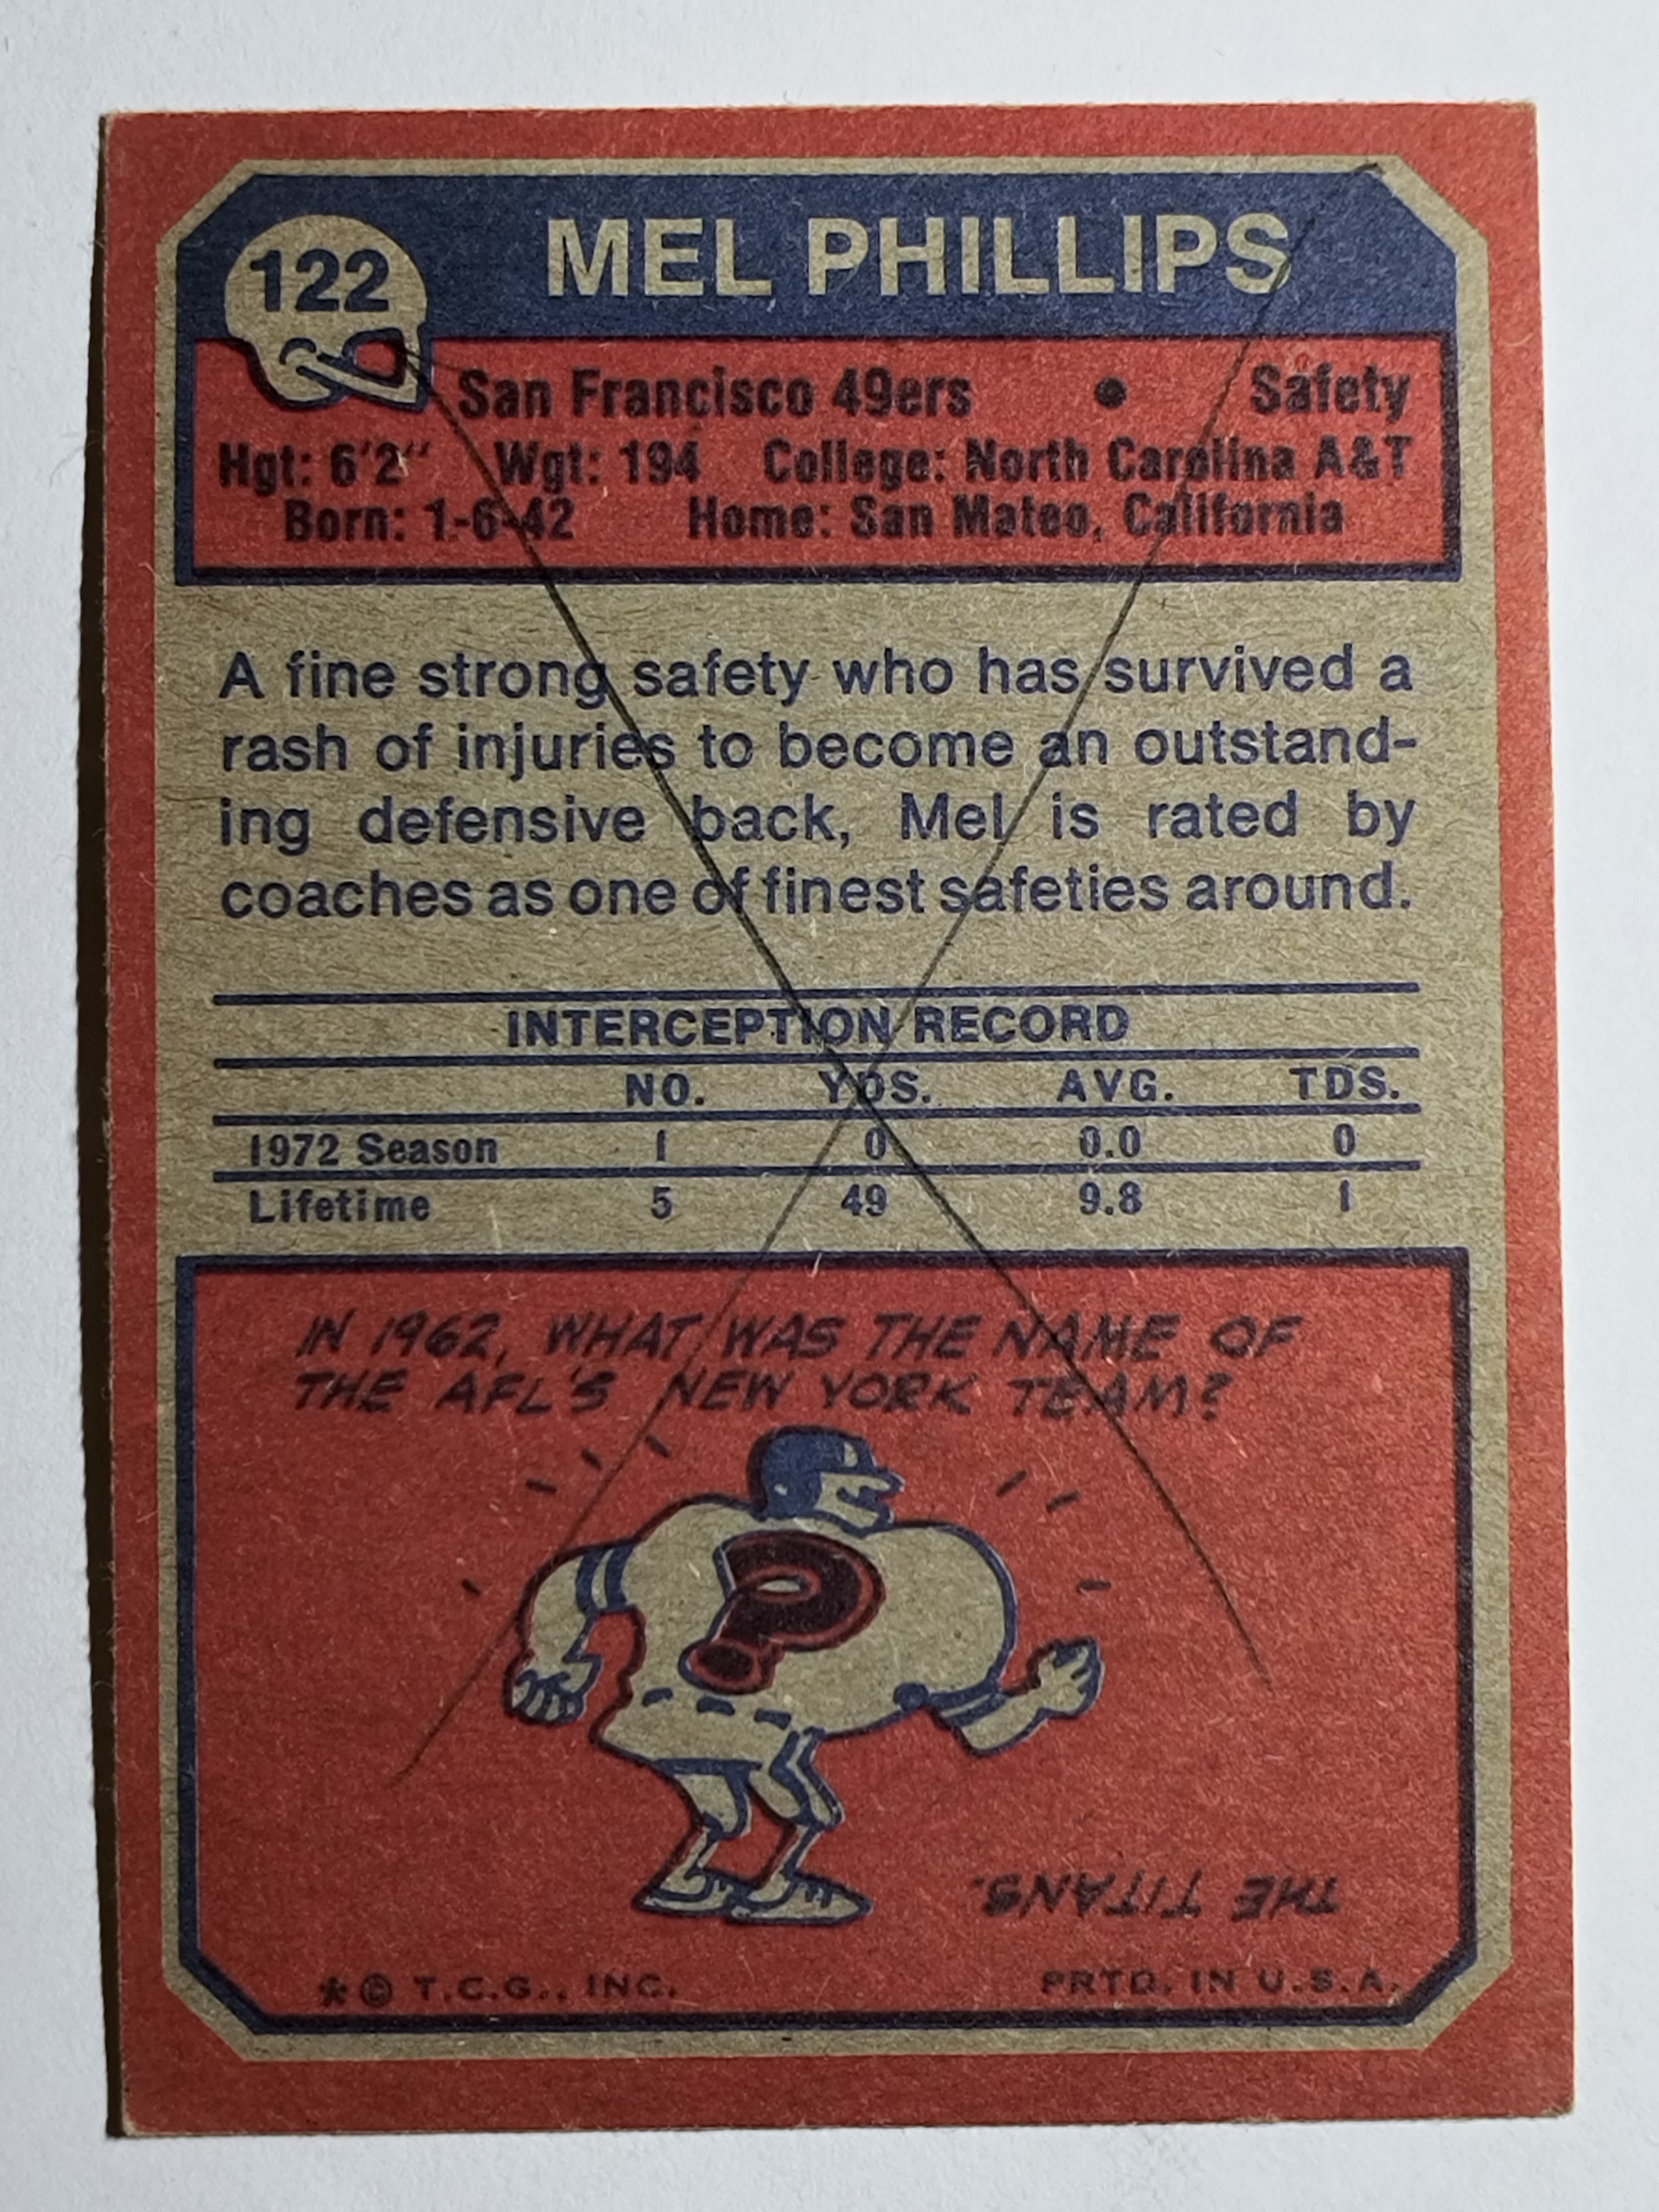 122
MEL PHILLIPS
San Francisco 49ers • Safety
Hgt: 6'2" Wgt: 194 College: North Carolina A&T
Born: 1-6-42 Home: San Mateo, California
A fine strong safety who has survived a
rash of injuries to become an outstand-
ing defensive back, Mel is rated by
coaches as one of finest safeties around.
INTERCEPTION RECORD
NO. YDS. AVG. TDS.
1972 Season 1 0 0.0 0
Lifetime 5 49 9.8 1
IN 1962, WHAT WAS THE NAME OF
THE AFL'S NEW YORK TEAM?
THE TITANS.
*© T.C.G., INC. PRTD. IN U.S.A.